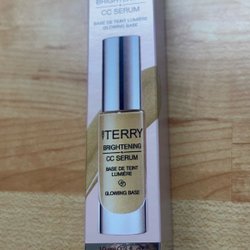 BRIGHTENING
CC SERUM
BASE DE TEINT LUMIÈRE
GLOWING BASE
BY TERRY
BRIGHTENING
CC SERUM
BASE DE TEINT
LUMIÈRE
GLOWING BASE